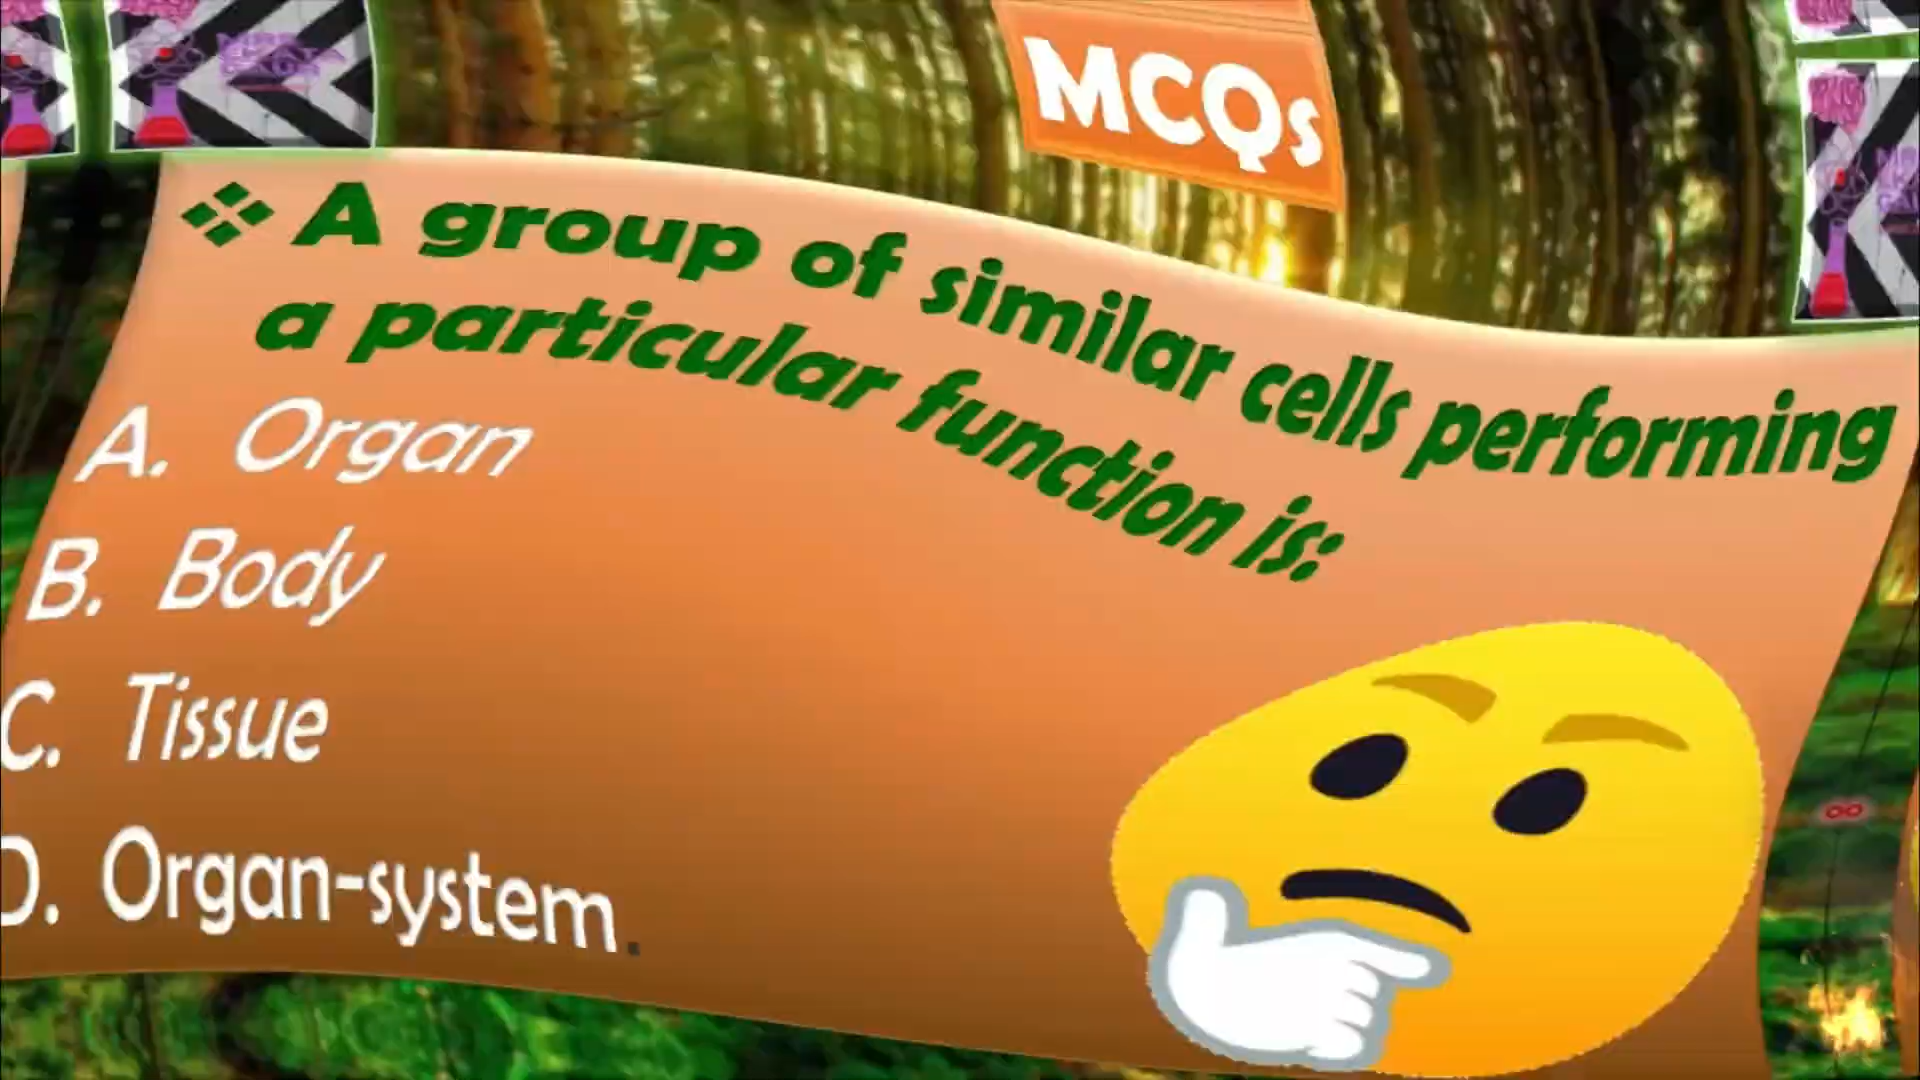 MCQs
❖ A group of similar cells performing
a particular function is:
A. Organ
B. Body
C. Tissue
D. Organ-system.